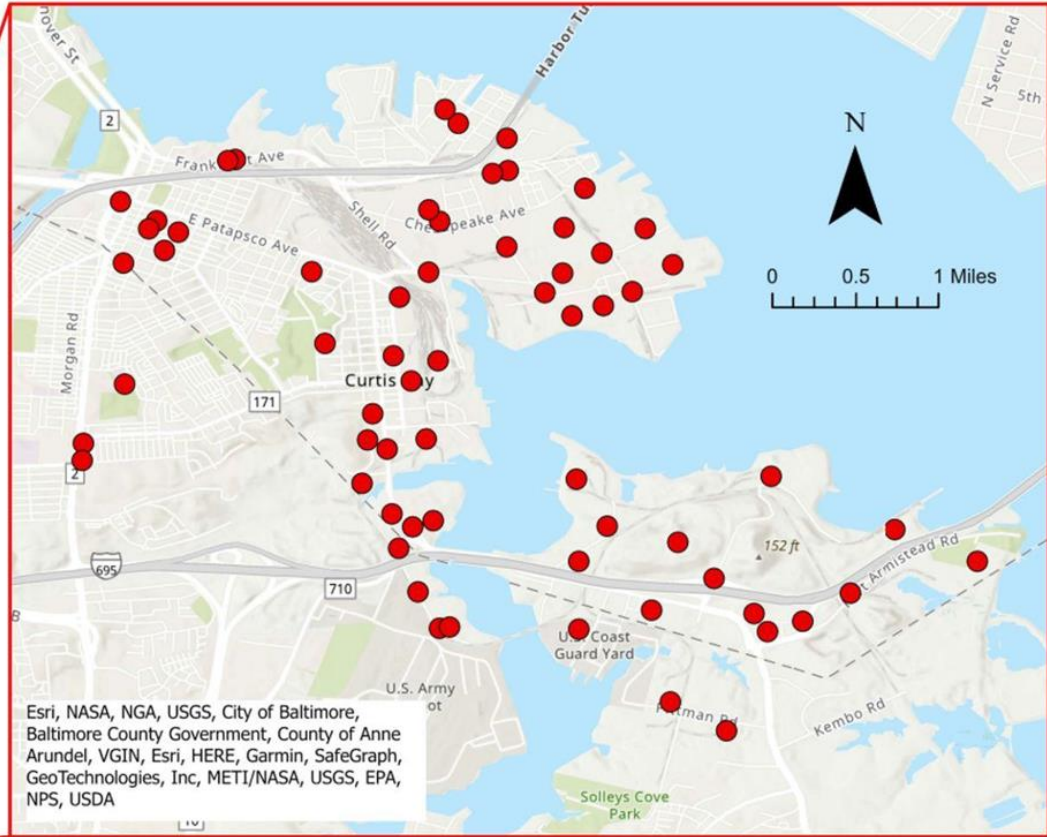 nover St
2
Harbor Tu
N Service Rd
5th
N
Ave
E Patapsco Ave
Shell Rd
peake Ave
0 0.5 1 Miles
Morgan Rd
Curtis
171
2
695
710
152 ft
Armistead Rd
B
Coast
Guard Yard
U.S. Army
Kembo Rd
Solleys Cove
Park
Esri, NASA, NGA, USGS, City of Baltimore,
Baltimore County Government, County of Anne
Arundel, VGIN, Esri, HERE, Garmin, SafeGraph,
GeoTechnologies, Inc, METI/NASA, USGS, EPA,
NPS, USDA